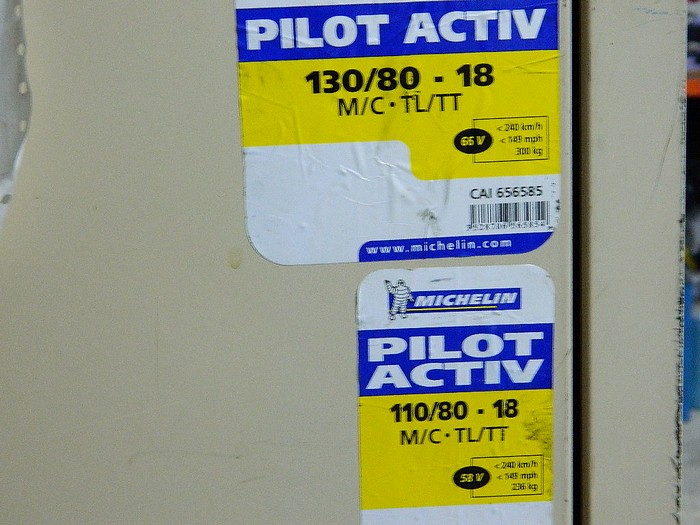 PILOT ACTIV
130/80 - 18
M/C • TL/TT
66 V
< 240 km/h
< 149 mph
300 kg
CAI 656585
www.michelin.com
MICHELIN
PILOT
ACTIV
110/80 - 18
M/C • TL/TT
58 V
< 240 km/h
< 149 mph
236 kg